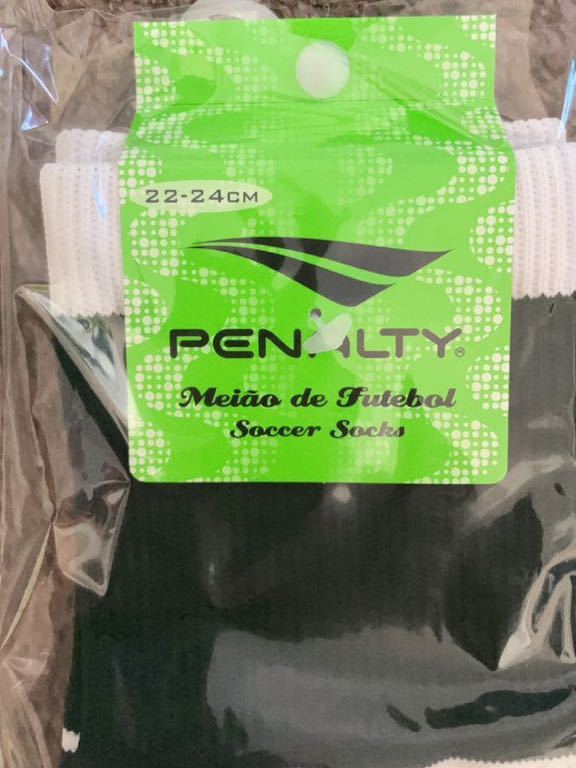 22-24CM
PENALTY®
Meião de Futebol
Soccer Socks